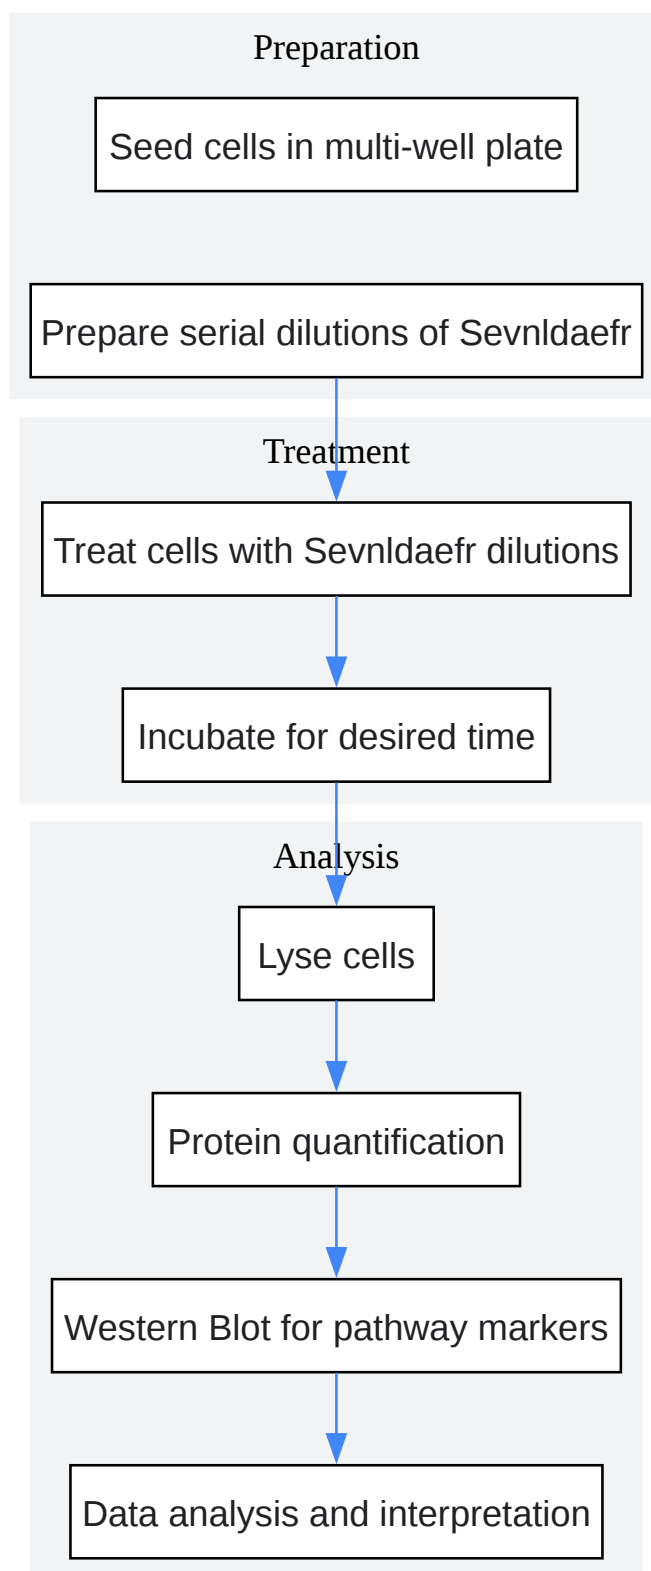 Preparation
Seed cells in multi-well plate
Prepare serial dilutions of Sevnldaefr
Treatment
Treat cells with Sevnldaefr dilutions
Incubate for desired time
Analysis
Lyse cells
Protein quantification
Western Blot for pathway markers
Data analysis and interpretation